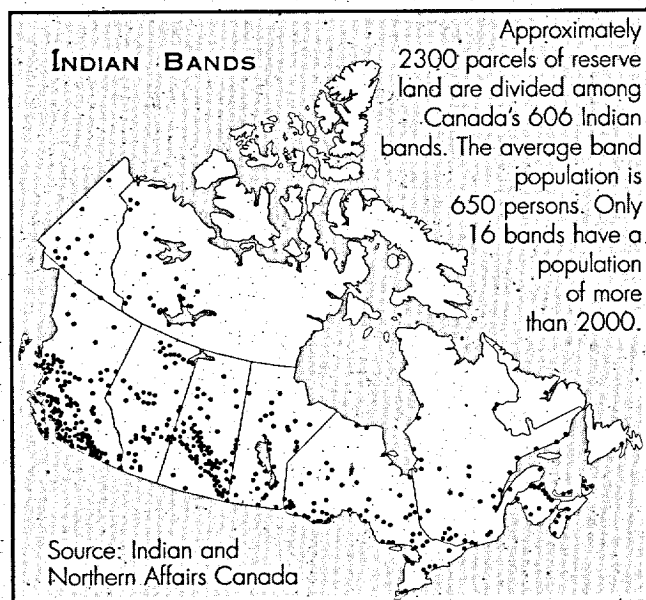 INDIAN BANDS
Approximately
2300 parcels of reserve
land are divided among
Canada's 606 Indian
bands. The average band
population is
650 persons. Only
16 bands have a
population
of more
than 2000.
Source: Indian and
Northern Affairs Canada